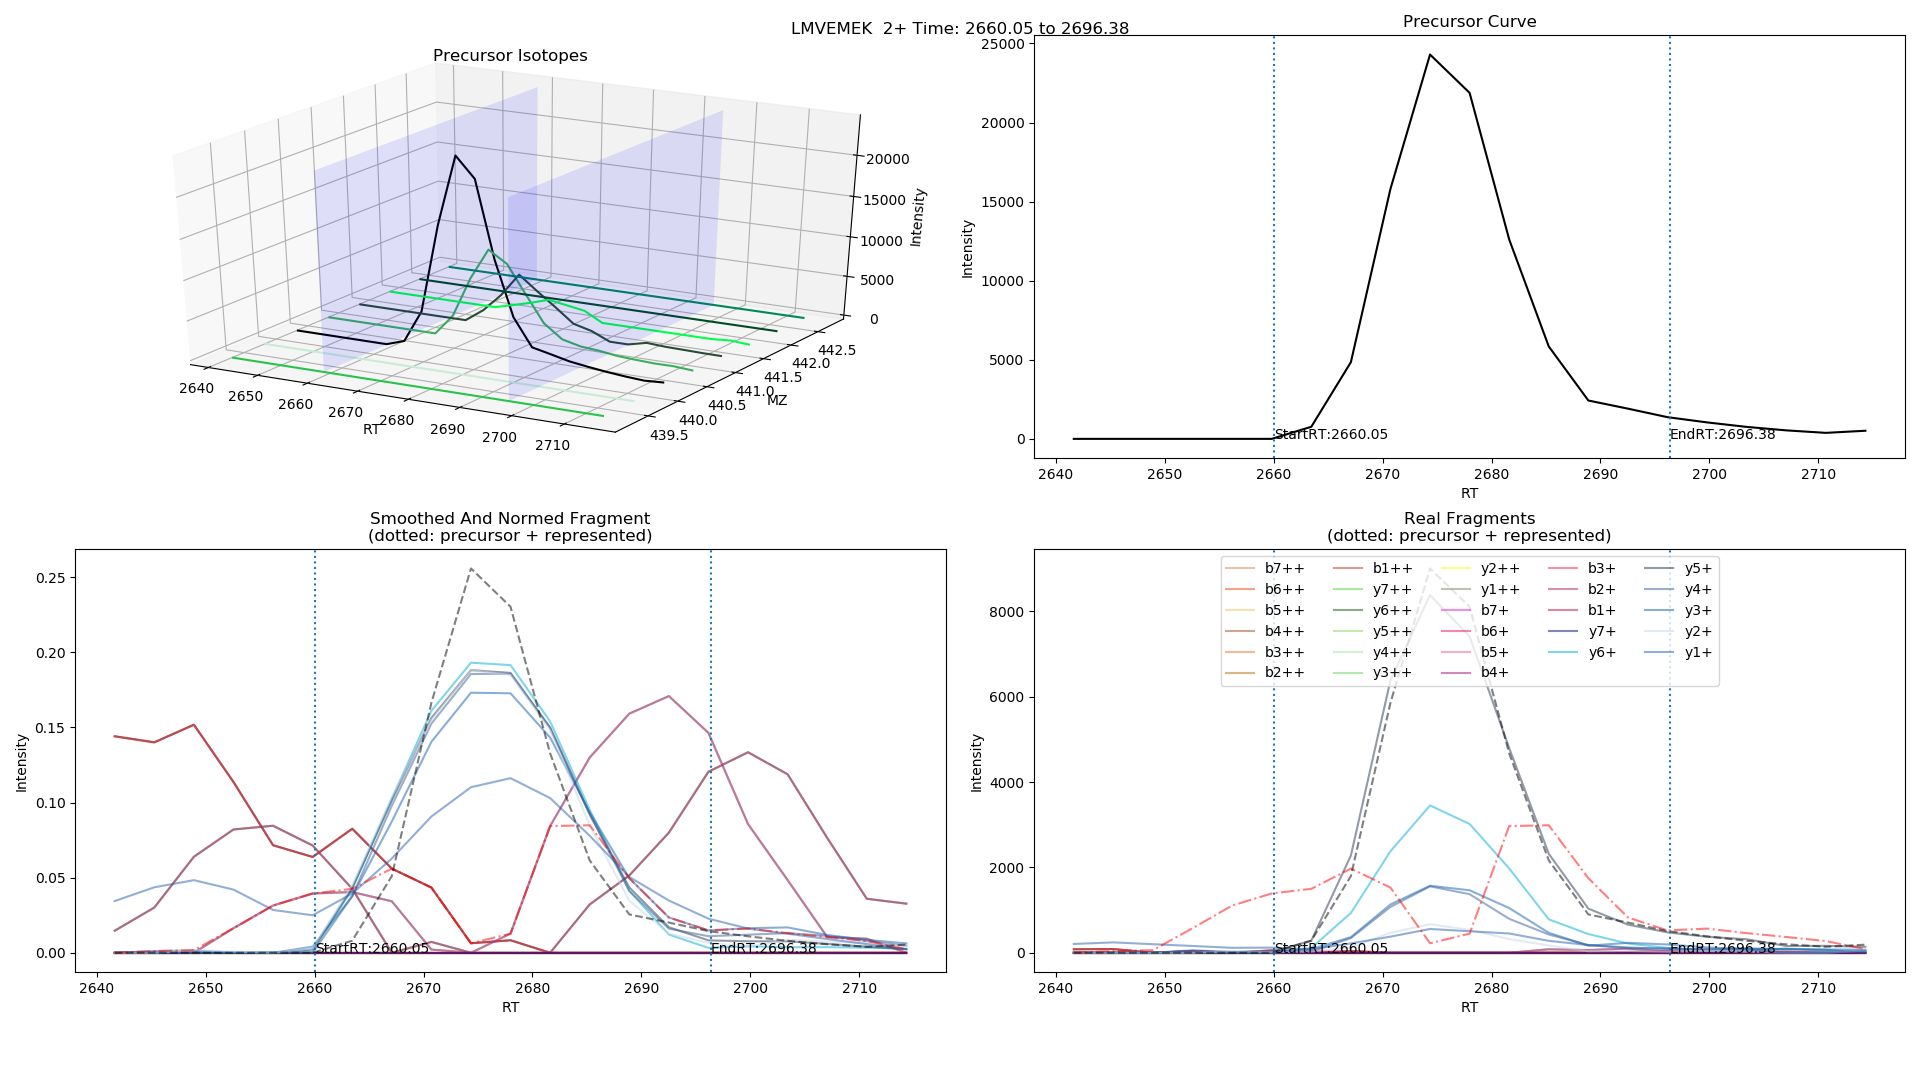 LMVEMEK  2+ Time: 2660.05 to 2696.38
Precursor Isotopes
20000
15000
10000
5000
0
Intensity
442.5
442.0
441.5
441.0
440.5
440.0
439.5
MZ
2640
2650
2660
2670
2680
2690
2700
2710
RT
Precursor Curve
25000
20000
15000
10000
5000
0
Intensity
StartRT:2660.05
EndRT:2696.38
2640 2650 2660 2670 2680 2690 2700 2710
RT
Smoothed And Normed Fragment
(dotted: precursor + represented)
0.25
0.20
0.15
0.10
0.05
0.00
Intensity
StartRT:2660.05
EndRT:2696.38
2640 2650 2660 2670 2680 2690 2700 2710
RT
Real Fragments
(dotted: precursor + represented)
b7++ b1++ y2++ b3+ y5+
b6++ y7++ y1++ b2+ y4+
b5++ y6++ b7+ b1+ y3+
b4++ y5++ b6+ y7+ y2+
b3++ y4++ b5+ y6+ y1+
b2++ y3++ b4+
8000
6000
4000
2000
0
Intensity
StartRT:2660.05
EndRT:2696.38
2640 2650 2660 2670 2680 2690 2700 2710
RT